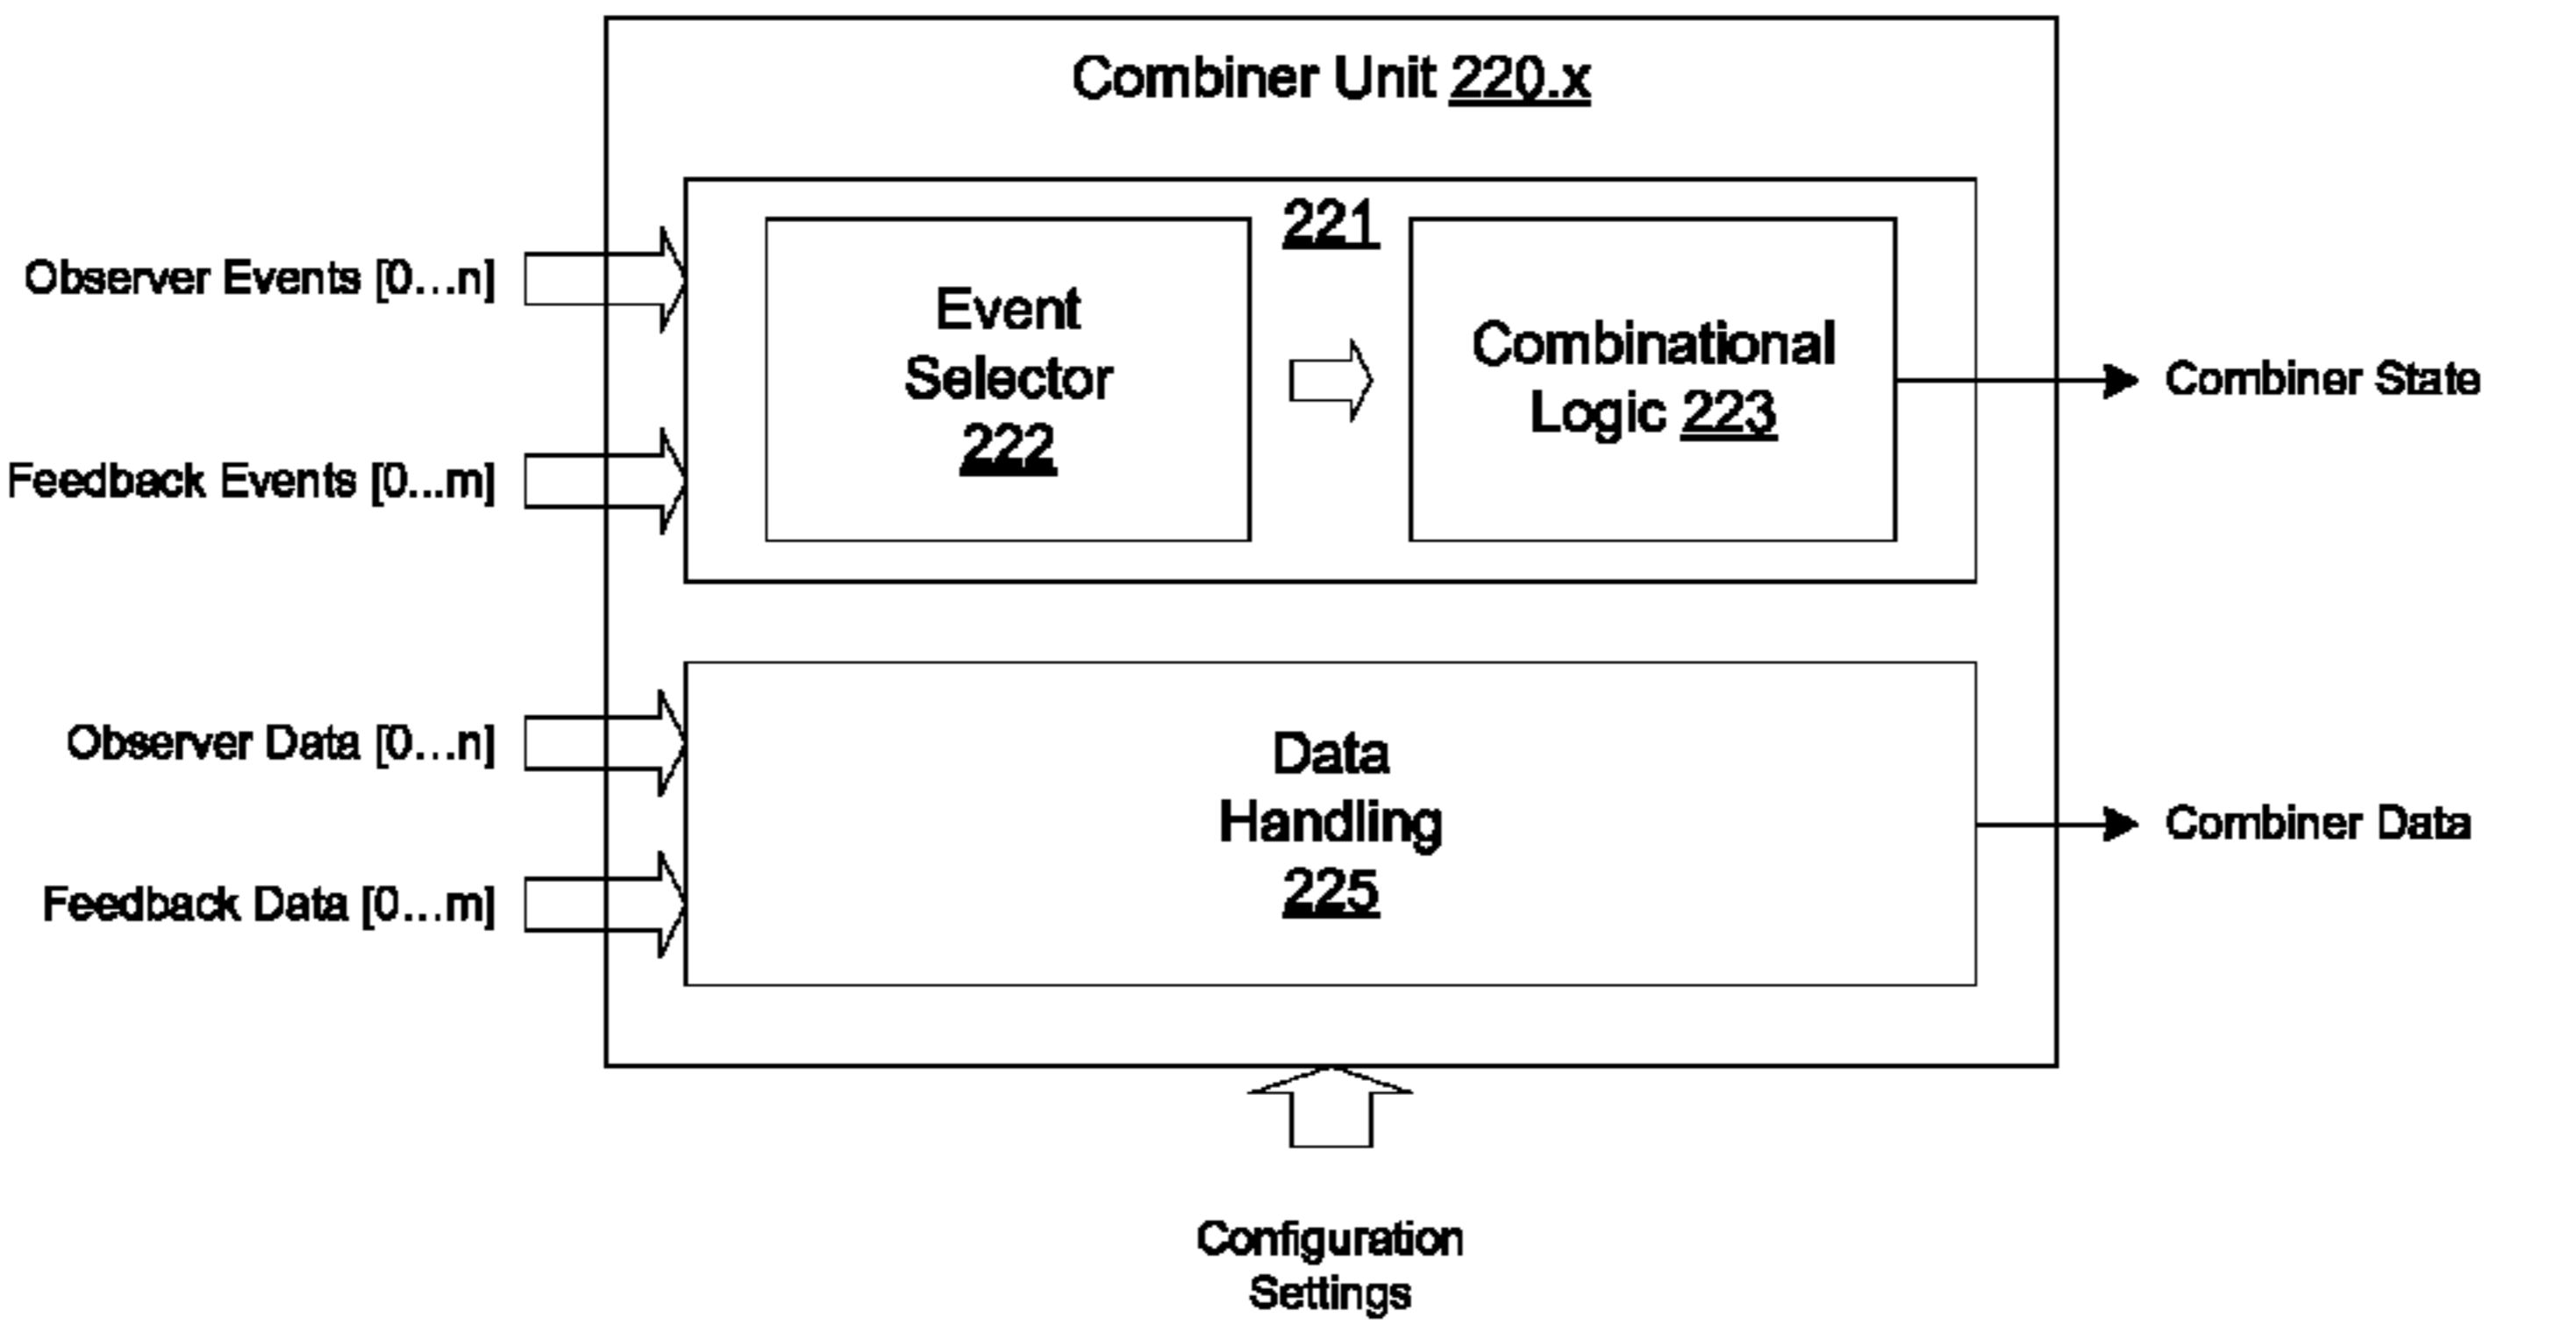 Combiner Unit 220.x
221
Observer Events [0...n]
Feedback Events [0...m]
Event
Selector
222
Combinational
Logic 223
Combiner State
Observer Data [0...n]
Feedback Data [0...m]
Data
Handling
225
Combiner Data
Configuration
Settings